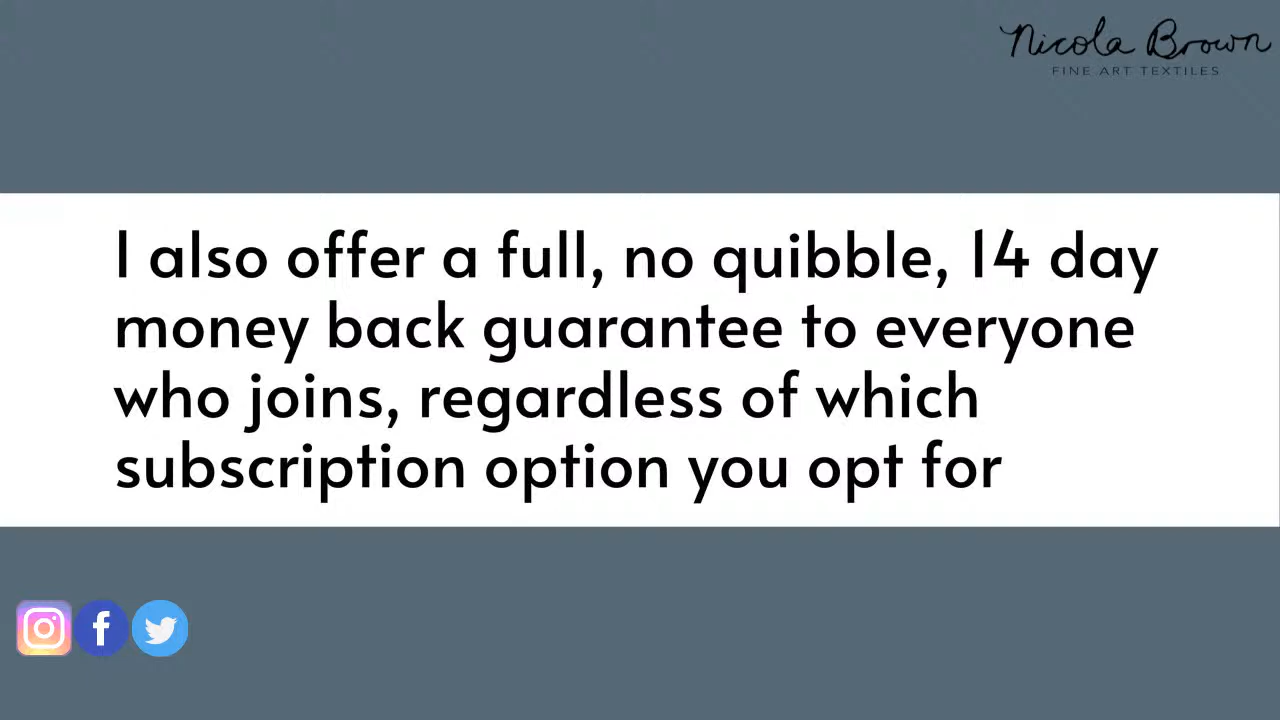 Nicola Brown
FINE ART TEXTILES
I also offer a full, no quibble, 14 day
money back guarantee to everyone
who joins, regardless of which
subscription option you opt for